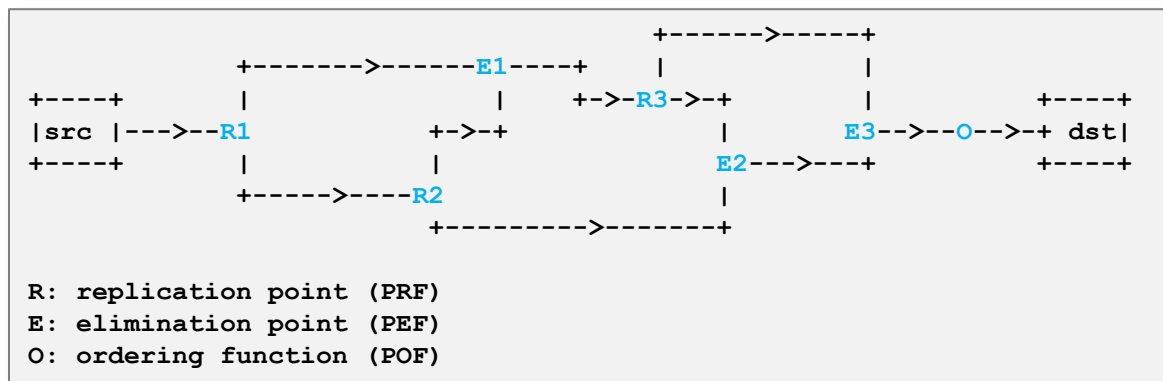 +------>-----+
         +------->------E1----+      |            |
+----+   |               |    +->-R3->-+          |       +----+
|src |--->--R1         +->-+           |          E3-->--O-->-+ dst|
+----+   |             |               E2--->---+         +----+
         +------>----R2                |
                      +--------->-------+
R: replication point (PRF)
E: elimination point (PEF)
O: ordering function (POF)